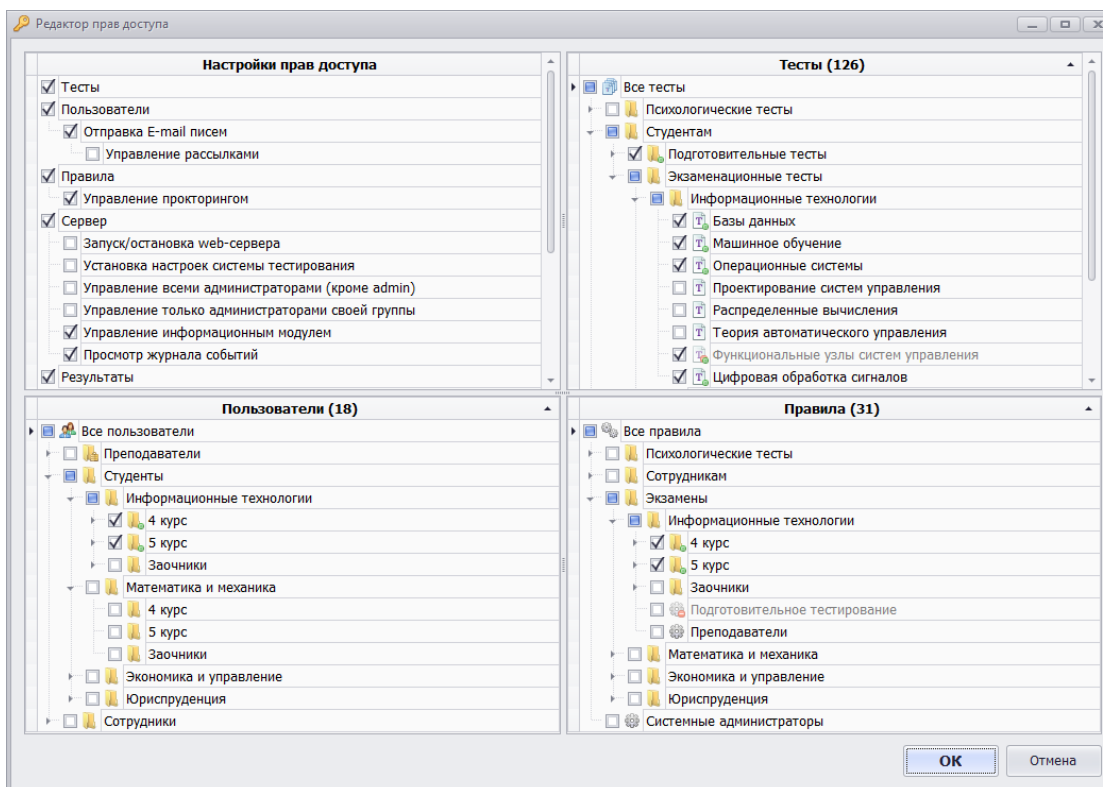 Редактор прав доступа
Настройки прав доступа
Тесты
Пользователи
Отправка E-mail писем
Управление рассылками
Правила
Управление прокторингом
Сервер
Запуск/остановка web-сервера
Установка настроек системы тестирования
Управление всеми администраторами (кроме admin)
Управление только администраторами своей группы
Управление информационным модулем
Просмотр журнала событий
Результаты
Тесты (126)
Все тесты
Психологические тесты
Студентам
Подготовительные тесты
Экзаменационные тесты
Информационные технологии
Базы данных
Машинное обучение
Операционные системы
Проектирование систем управления
Распределенные вычисления
Теория автоматического управления
Функциональные узлы систем управления
Цифровая обработка сигналов
Пользователи (18)
Все пользователи
Преподаватели
Студенты
Информационные технологии
4 курс
5 курс
Заочники
Математика и механика
4 курс
5 курс
Заочники
Экономика и управление
Юриспруденция
Сотрудники
Правила (31)
Все правила
Психологические тесты
Сотрудникам
Экзамены
Информационные технологии
4 курс
5 курс
Заочники
Подготовительное тестирование
Преподаватели
Математика и механика
Экономика и управление
Юриспруденция
Системные администраторы
ОК
Отмена